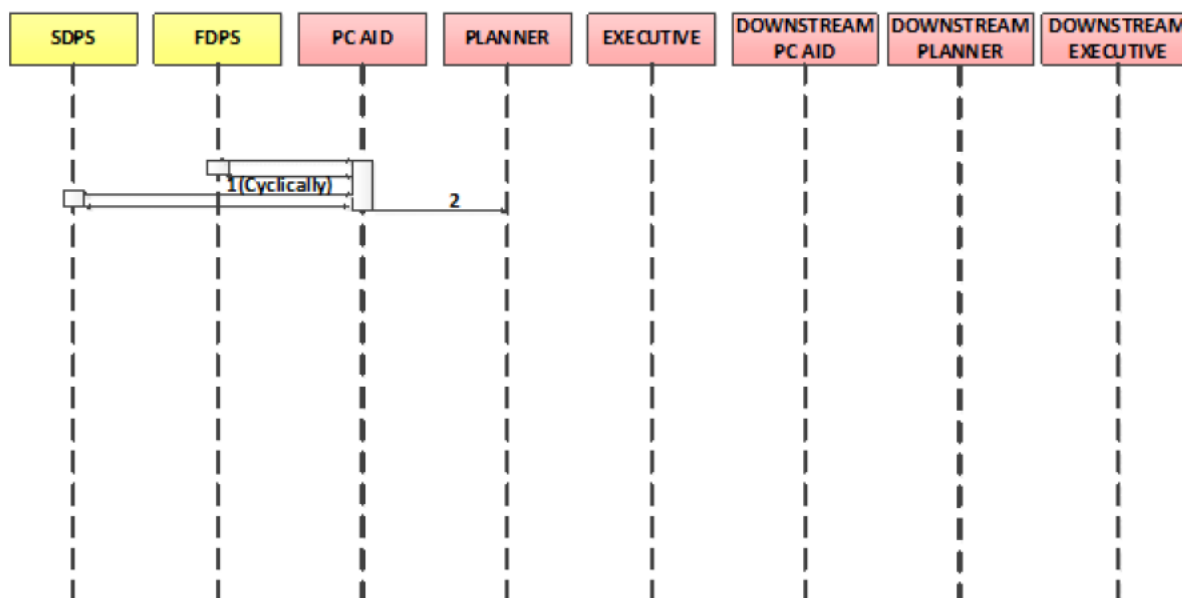 SDPS
FDPS
PC AID
PLANNER
EXECUTIVE
DOWNSTREAM
PC AID
DOWNSTREAM
PLANNER
DOWNSTREAM
EXECUTIVE
1(Cyclically)
2